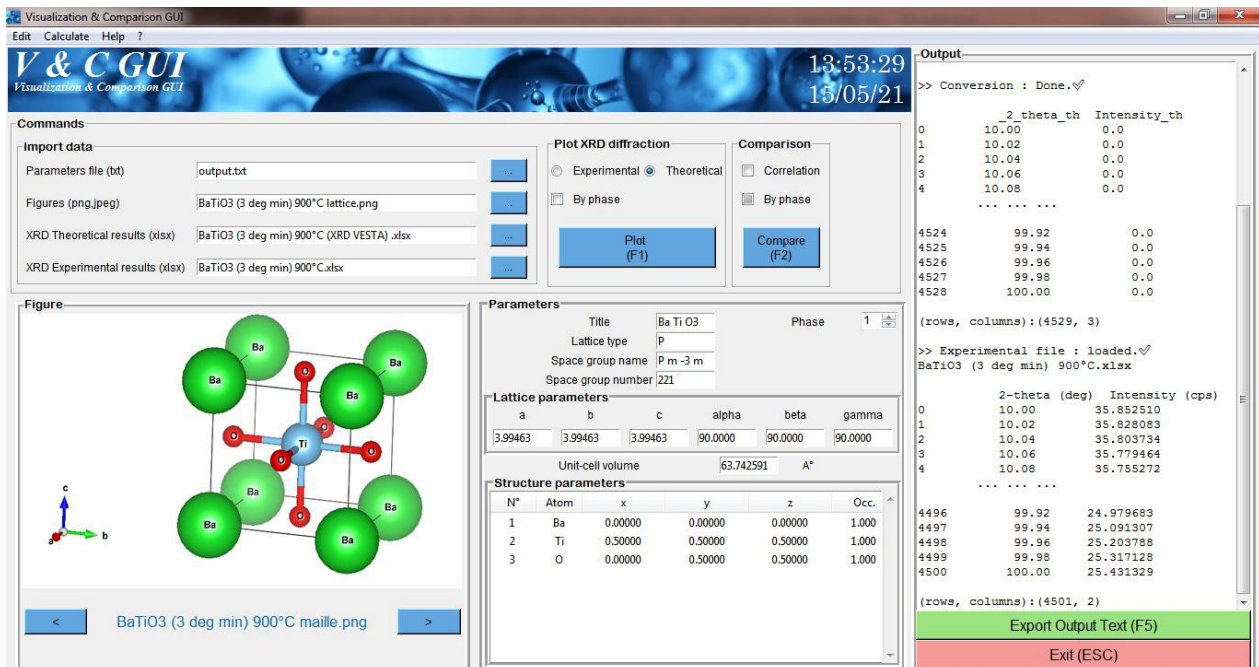 Visualization & Comparison GUI
Edit Calculate Help ?
V & C GUI
Visualization & Comparison GUI
13:53:29
15/05/21
Commands
Import data
Parameters file (txt) output.txt ...
Figures (png,jpeg) BaTiO3 (3 deg min) 900°C lattice.png ...
XRD Theoretical results (xlsx) BaTiO3 (3 deg min) 900°C (XRD VESTA) .xlsx ...
XRD Experimental results (xlsx) BaTiO3 (3 deg min) 900°C.xlsx ...
Plot XRD diffraction
Experimental Theoretical
By phase
Plot
(F1)
Comparison
Correlation
By phase
Compare
(F2)
Figure
Ba
Ba
Ba
Ba
O
O
O
Ti
O
O
O
Ba
Ba
Ba
Ba
c
a
b
< BaTiO3 (3 deg min) 900°C maille.png >
Parameters
Title Ba Ti O3 Phase 1
Lattice type P
Space group name P m -3 m
Space group number 221
Lattice parameters
a b c alpha beta gamma
3.99463 3.99463 3.99463 90.0000 90.0000 90.0000
Unit-cell volume 63.742591 A°
Structure parameters
N° Atom x y z Occ.
1 Ba 0.00000 0.00000 0.00000 1.000
2 Ti 0.50000 0.50000 0.50000 1.000
3 O 0.00000 0.50000 0.50000 1.000
Output
>> Conversion : Done.✓
_2_theta_th Intensity_th
0 10.00 0.0
1 10.02 0.0
2 10.04 0.0
3 10.06 0.0
4 10.08 0.0
... ... ...
4524 99.92 0.0
4525 99.94 0.0
4526 99.96 0.0
4527 99.98 0.0
4528 100.00 0.0
(rows, columns):(4529, 3)
>> Experimental file : loaded.✓
BaTiO3 (3 deg min) 900°C.xlsx
2-theta (deg) Intensity (cps)
0 10.00 35.852510
1 10.02 35.828083
2 10.04 35.803734
3 10.06 35.779464
4 10.08 35.755272
... ... ...
4496 99.92 24.979683
4497 99.94 25.091307
4498 99.96 25.203788
4499 99.98 25.317128
4500 100.00 25.431329
(rows, columns):(4501, 2)
Export Output Text (F5)
Exit (ESC)